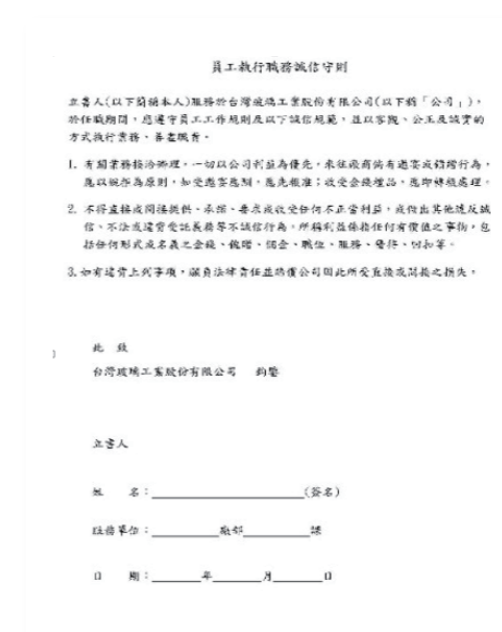 員工執行職務誠信守則
立書人(以下簡稱本人)服務於台灣玻璃工業股份有限公司(以下稱「公司」),
於任職期間,應遵守員工工作規則及以下誠信規範,並以客觀、公正及誠實的
方式執行業務、善盡職責。
1. 有關業務接洽辦理,一切以公司利益為優先,來往廠商倘有邀宴或餽贈行為,
應以婉拒為原則,如受邀宴應酬,應先報准;收受金錢禮品,應即轉繳處理。
2. 不得直接或間接提供、承諾、要求或收受任何不正當利益,或做出其他違反誠
信、不法或違背受託義務等不誠信行為。所稱利益係指任何有價值之事物,包
括任何形式或名義之金錢、餽贈、佣金、職位、服務、優待、回扣等。
3.如有違背上列事項,願負法律責任並賠償公司因此所受直接或間接之損失。
此 致
台灣玻璃工業股份有限公司 鈞鑒
立書人
姓 名:(簽名)
服務單位:廠部課
日 期:年月日